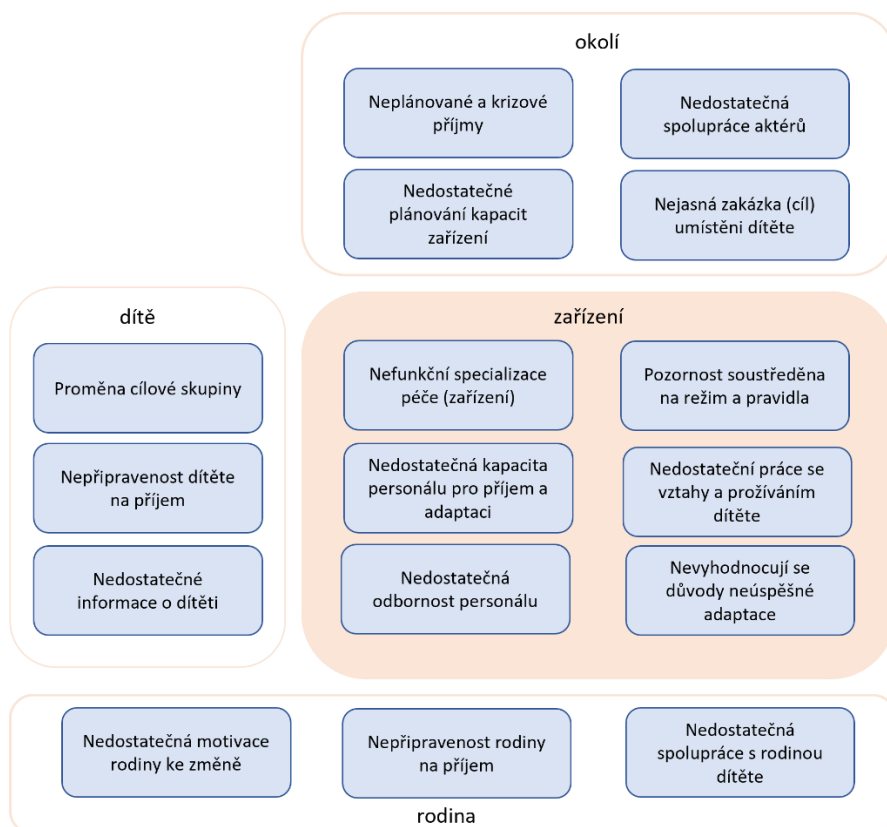 okolí
Neplánované a krizové
příjmy
Nedostatečná
spolupráce aktérů
Nedostatečné
plánování kapacit
zařízení
Nejasná zakázka (cíl)
umístěni dítěte
dítě
Proměna cílové skupiny
Nepřipravenost dítěte
na příjem
Nedostatečné
informace o dítěti
zařízení
Nefunkční specializace
péče (zařízení)
Pozornost soustředěna
na režim a pravidla
Nedostatečná kapacita
personálu pro příjem a
adaptaci
Nedostateční práce se
vztahy a prožíváním
dítěte
Nedostatečná
odbornost personálu
Nevyhodnocují se
důvody neúspěšné
adaptace
Nedostatečná motivace
rodiny ke změně
Nepřipravenost rodiny
na příjem
Nedostatečná
spolupráce s rodinou
dítěte
rodina